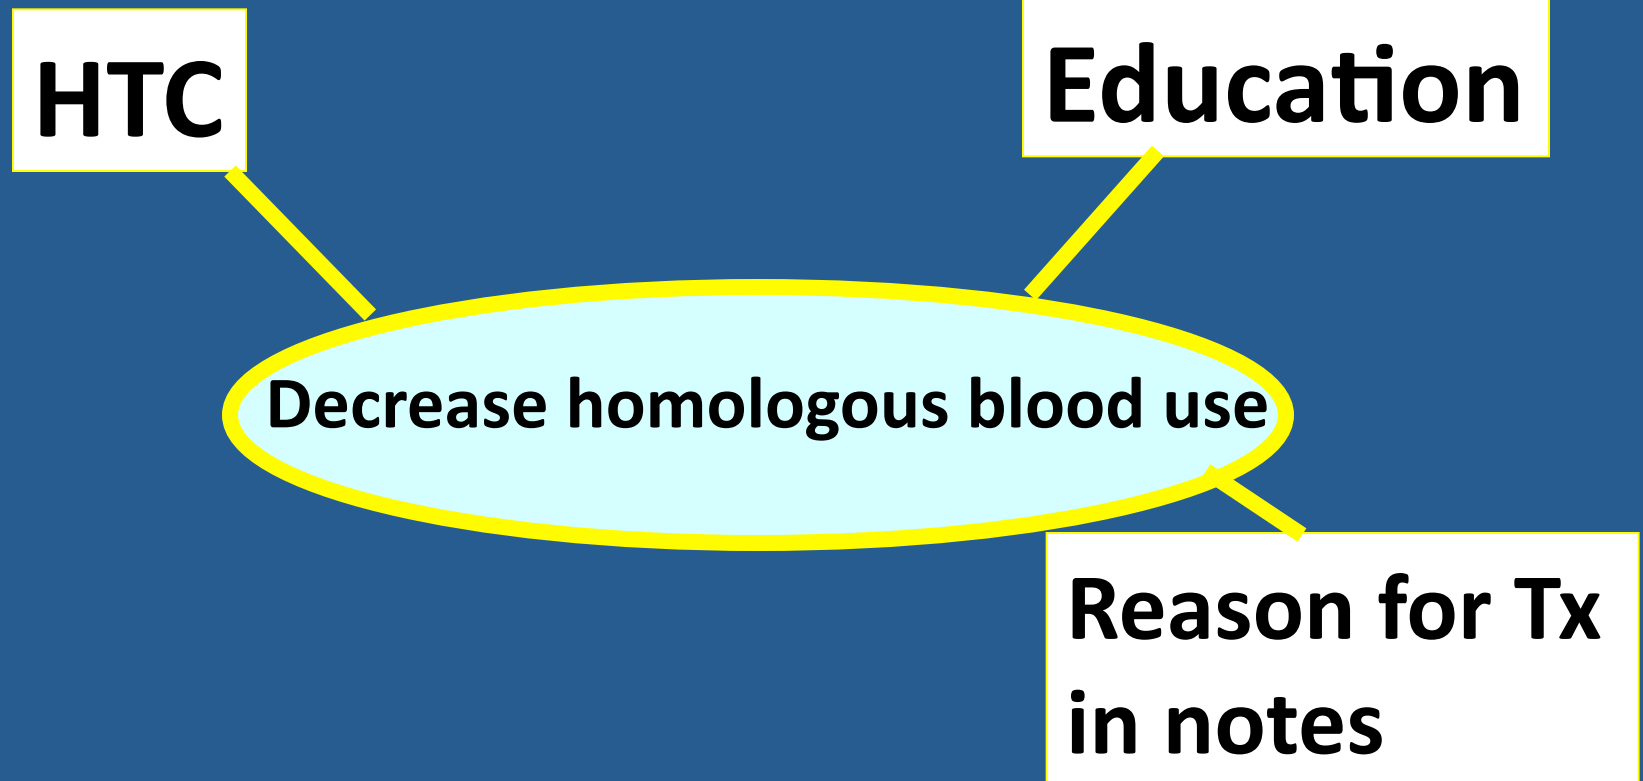 HTC
Education
Decrease homologous blood use
Reason for Tx
in notes